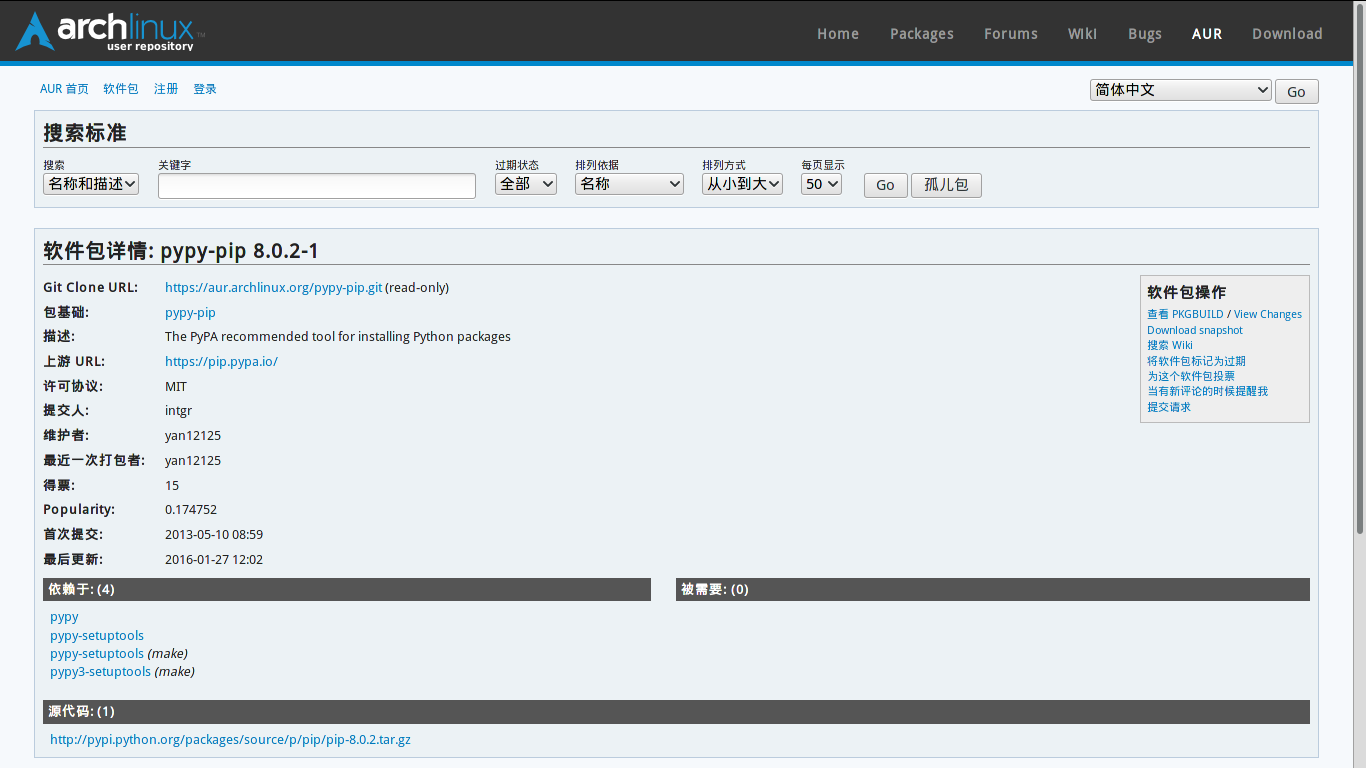 archlinux™
user repository
Home Packages Forums Wiki Bugs AUR Download
AUR 首页 软件包 注册 登录
简体中文 Go
搜索标准
搜索 关键字 过期状态 排列依据 排列方式 每页显示
名称和描述 全部 名称 从小到大 50 Go 孤儿包
软件包详情: pypy-pip 8.0.2-1
Git Clone URL: https://aur.archlinux.org/pypy-pip.git (read-only)
包基础: pypy-pip
描述: The PyPA recommended tool for installing Python packages
上游 URL: https://pip.pypa.io/
许可协议: MIT
提交人: intgr
维护者: yan12125
最近一次打包者: yan12125
得票: 15
Popularity: 0.174752
首次提交: 2013-05-10 08:59
最后更新: 2016-01-27 12:02
软件包操作
查看 PKGBUILD / View Changes
Download snapshot
搜索 Wiki
将软件包标记为过期
为这个软件包投票
当有新评论的时候提醒我
提交请求
依赖于: (4)
pypy
pypy-setuptools
pypy-setuptools (make)
pypy3-setuptools (make)
被需要: (0)
源代码: (1)
http://pypi.python.org/packages/source/p/pip/pip-8.0.2.tar.gz